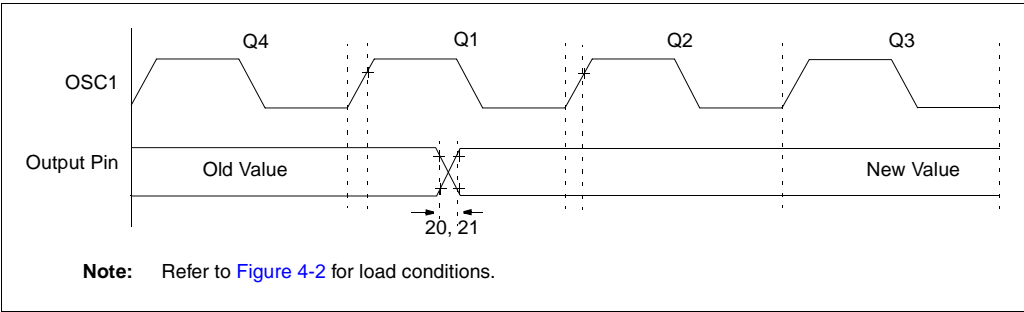 Q4 Q1 Q2 Q3
OSC1
Output Pin
Old Value
New Value
20, 21
Note: Refer to Figure 4-2 for load conditions.